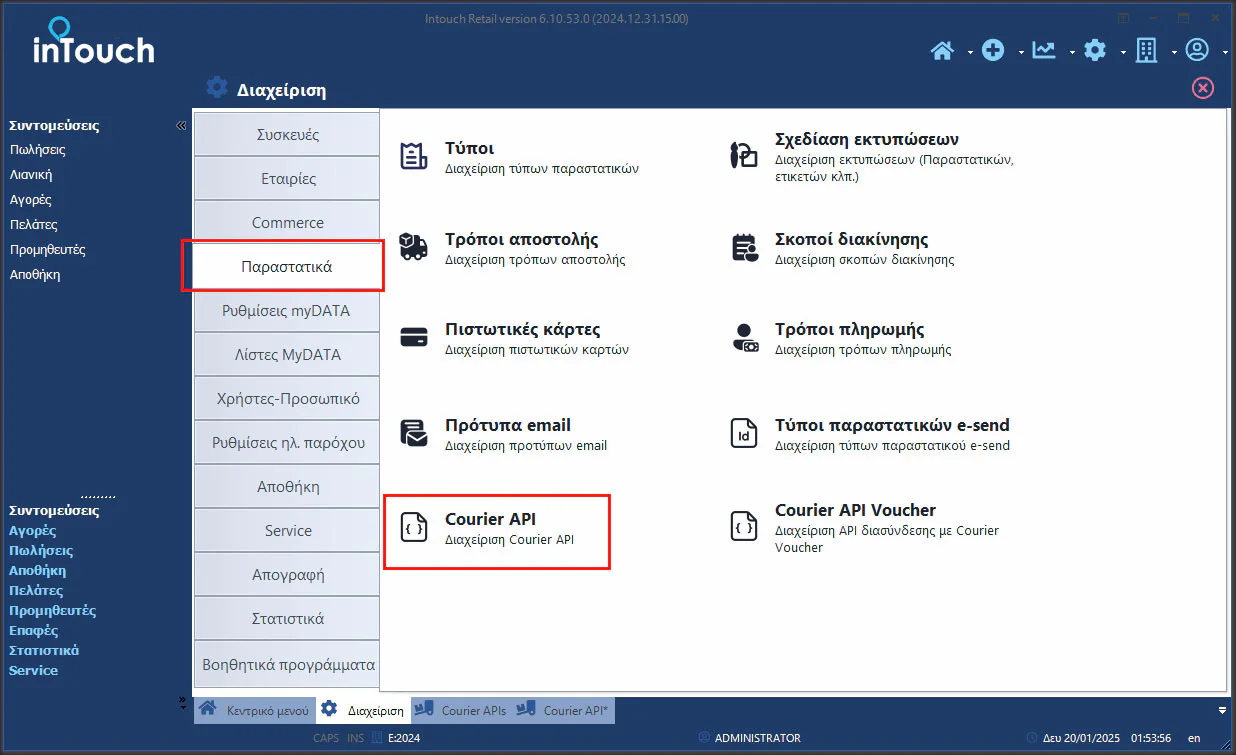 Intouch Retail version 6.10.53.0 (2024.12.31.15.00)
inTouch
Διαχείριση
Συντομεύσεις
Πωλήσεις
Λιανική
Αγορές
Πελάτες
Προμηθευτές
Αποθήκη
Συντομεύσεις
Αγορές
Πωλήσεις
Αποθήκη
Πελάτες
Προμηθευτές
Επαφές
Στατιστικά
Service
Συσκευές
Εταιρίες
Commerce
Παραστατικά
Ρυθμίσεις myDATA
Λίστες MyDATA
Χρήστες-Προσωπικό
Ρυθμίσεις ηλ. παρόχου
Αποθήκη
Service
Απογραφή
Στατιστικά
Βοηθητικά προγράμματα
Τύποι
Διαχείριση τύπων παραστατικών
Σχεδίαση εκτυπώσεων
Διαχείριση εκτυπώσεων (Παραστατικών,
ετικετών κλπ.)
Τρόποι αποστολής
Διαχείριση τρόπων αποστολής
Σκοποί διακίνησης
Διαχείριση σκοπών διακίνησης
Πιστωτικές κάρτες
Διαχείριση πιστωτικών καρτών
Τρόποι πληρωμής
Διαχείριση τρόπων πληρωμής
Πρότυπα email
Διαχείριση προτύπων email
Τύποι παραστατικών e-send
Διαχείριση τύπων παραστατικού e-send
Id
Courier API
Διαχείριση Courier API
Courier API Voucher
Διαχείριση API διασύνδεσης με Courier
Voucher
Κεντρικό μενού
Διαχείριση
Courier APIs
Courier API*
CAPS INS E:2024
ADMINISTRATOR
Δευ 20/01/2025 01:53:56 en